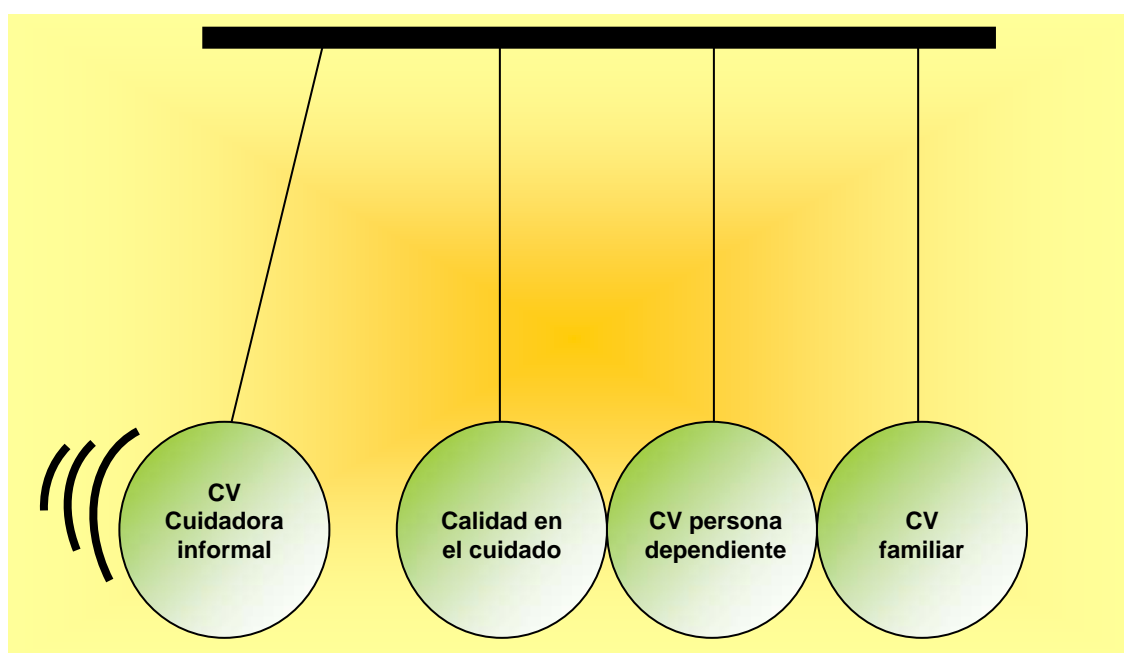 CV
Cuidadora
informal
Calidad en
el cuidado
CV persona
dependiente
CV
familiar